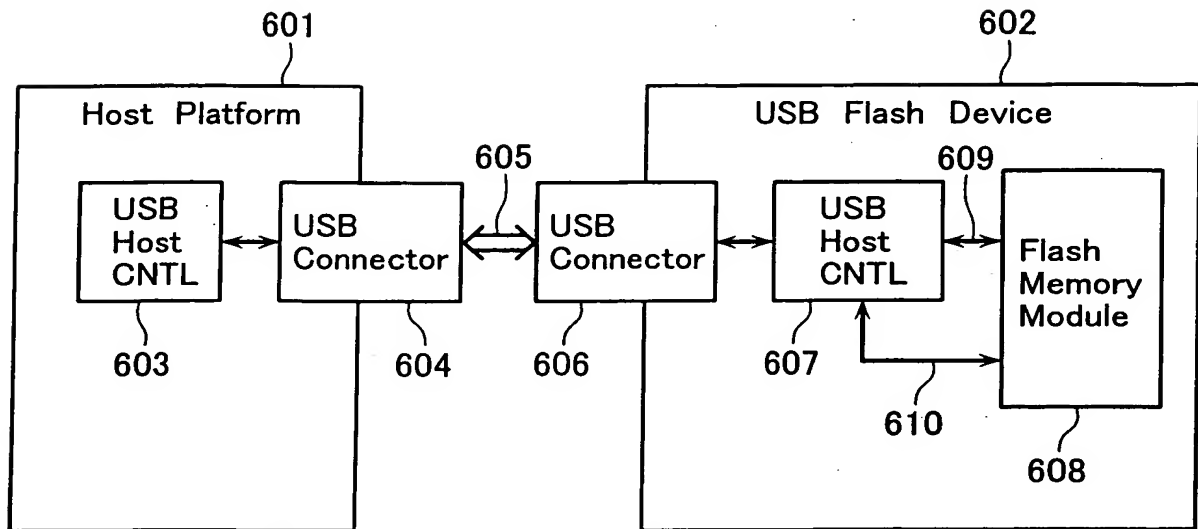 601
602
Host Platform
USB Flash Device
605
609
USB
Host
CNTL
USB
Connector
USB
Connector
USB
Host
CNTL
Flash
Memory
Module
603
604
606
607
610
608